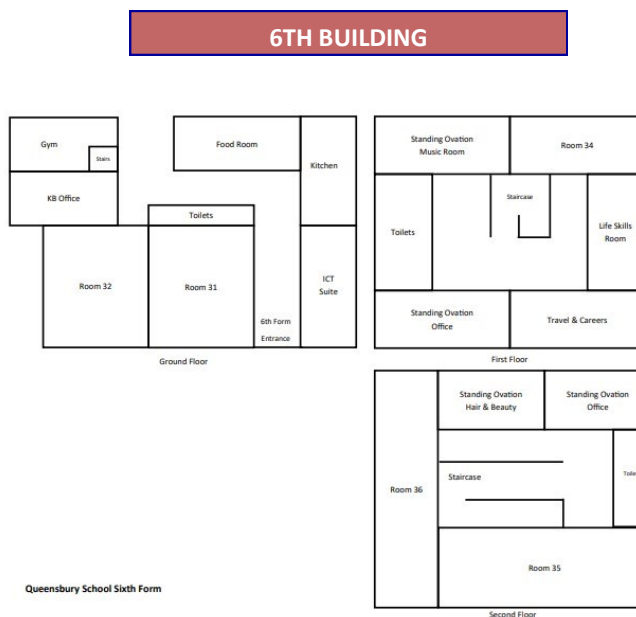 6TH BUILDING
Gym
Stairs
KB Office
Food Room
Kitchen
Toilets
Room 32
Room 31
ICT
Suite
6th Form
Entrance
Ground Floor
Standing Ovation
Music Room
Room 34
Staircase
Toilets
Life Skills
Room
Standing Ovation
Office
Travel & Careers
First Floor
Standing Ovation
Hair & Beauty
Standing Ovation
Office
Room 36
Staircase
Room 35
Second Floor
Queensbury School Sixth Form